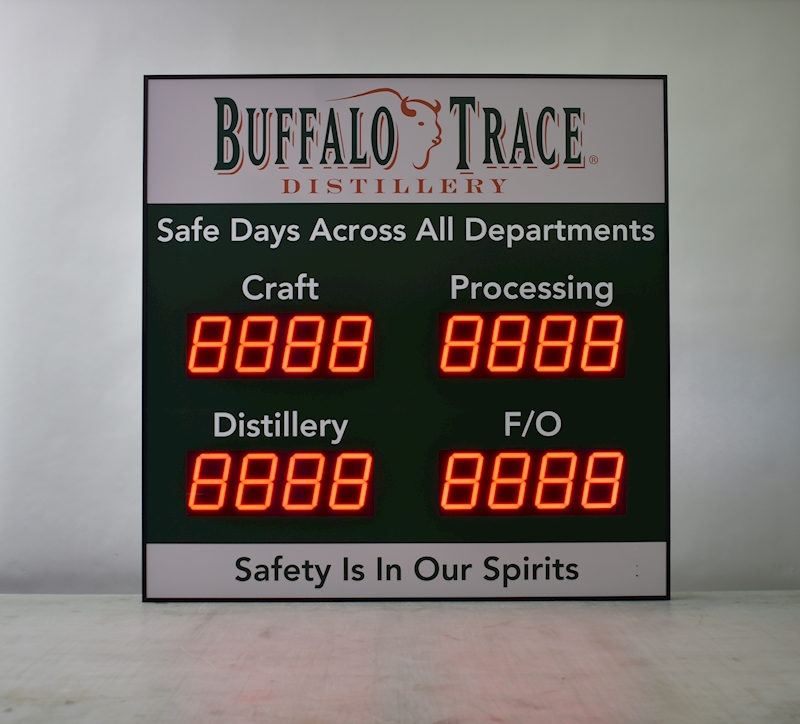 BUFFALO TRACE®
DISTILLERY
Safe Days Across All Departments
Craft Processing
8888 8888
Distillery F/O
8888 8888
Safety Is In Our Spirits